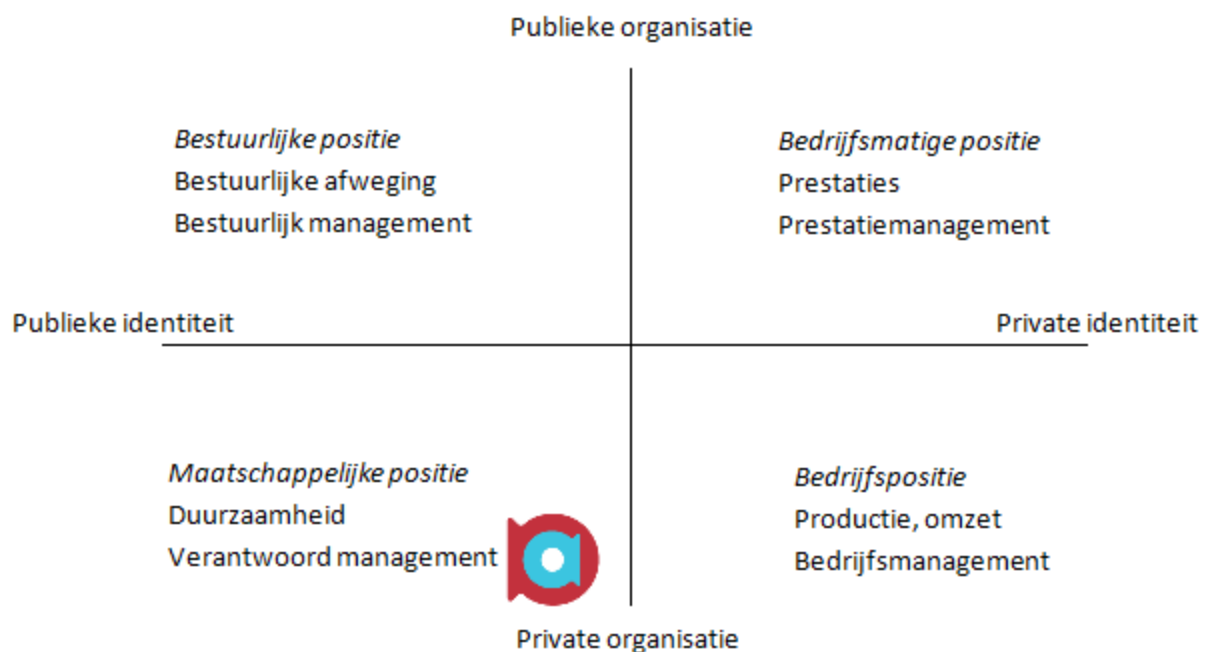 Publieke organisatie
Bestuurlijke positie
Bestuurlijke afweging
Bestuurlijk management
Bedrijfsmatige positie
Prestaties
Prestatiemanagement
Publieke identiteit
Private identiteit
Maatschappelijke positie
Duurzaamheid
Verantwoord management
Bedrijfspositie
Productie, omzet
Bedrijfsmanagement
Private organisatie